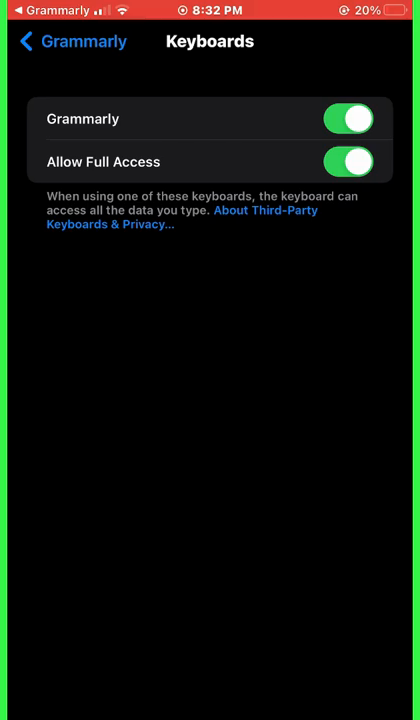 Grammarly 8:32 PM 20%
Grammarly Keyboards
Grammarly
Allow Full Access
When using one of these keyboards, the keyboard can
access all the data you type. About Third-Party
Keyboards & Privacy...